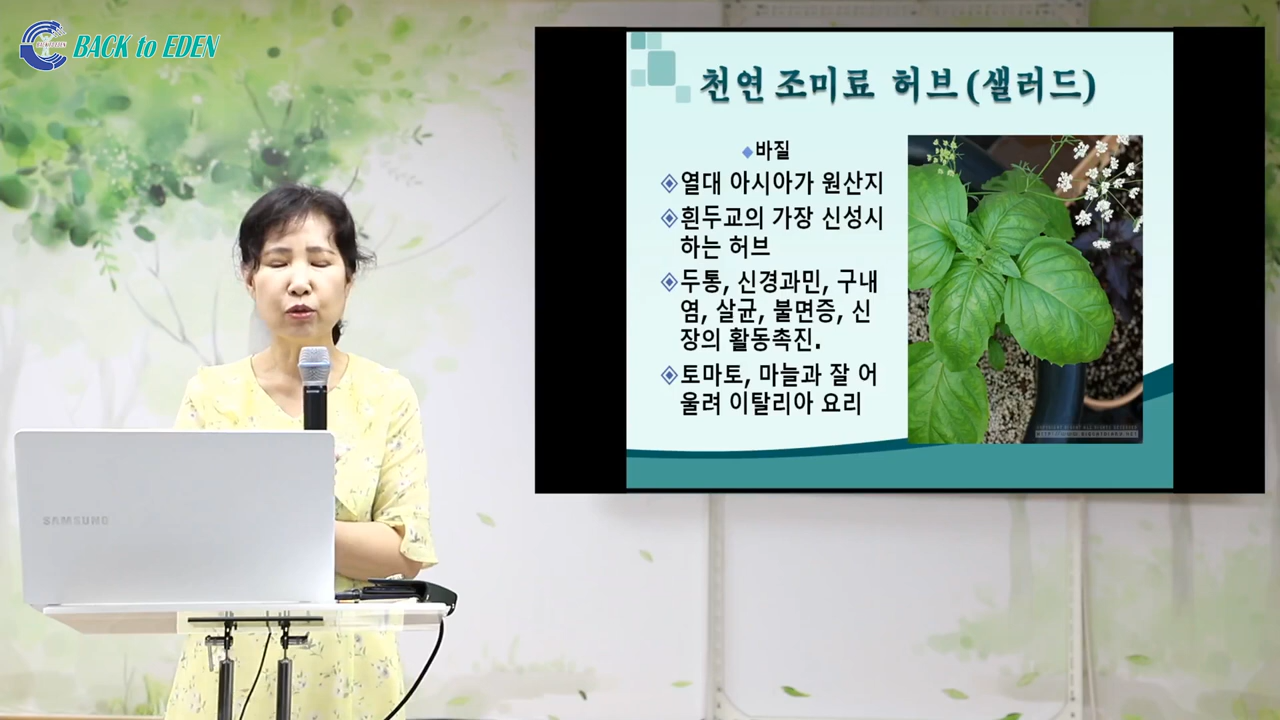 BACK to EDEN
천연 조미료 허브 (샐러드)
바질
열대 아시아가 원산지
흰두교의 가장 신성시
하는 허브
두통, 신경과민, 구내
염, 살균, 불면증, 신
장의 활동촉진.
토마토, 마늘과 잘 어
울려 이탈리아 요리
SAMSUNG